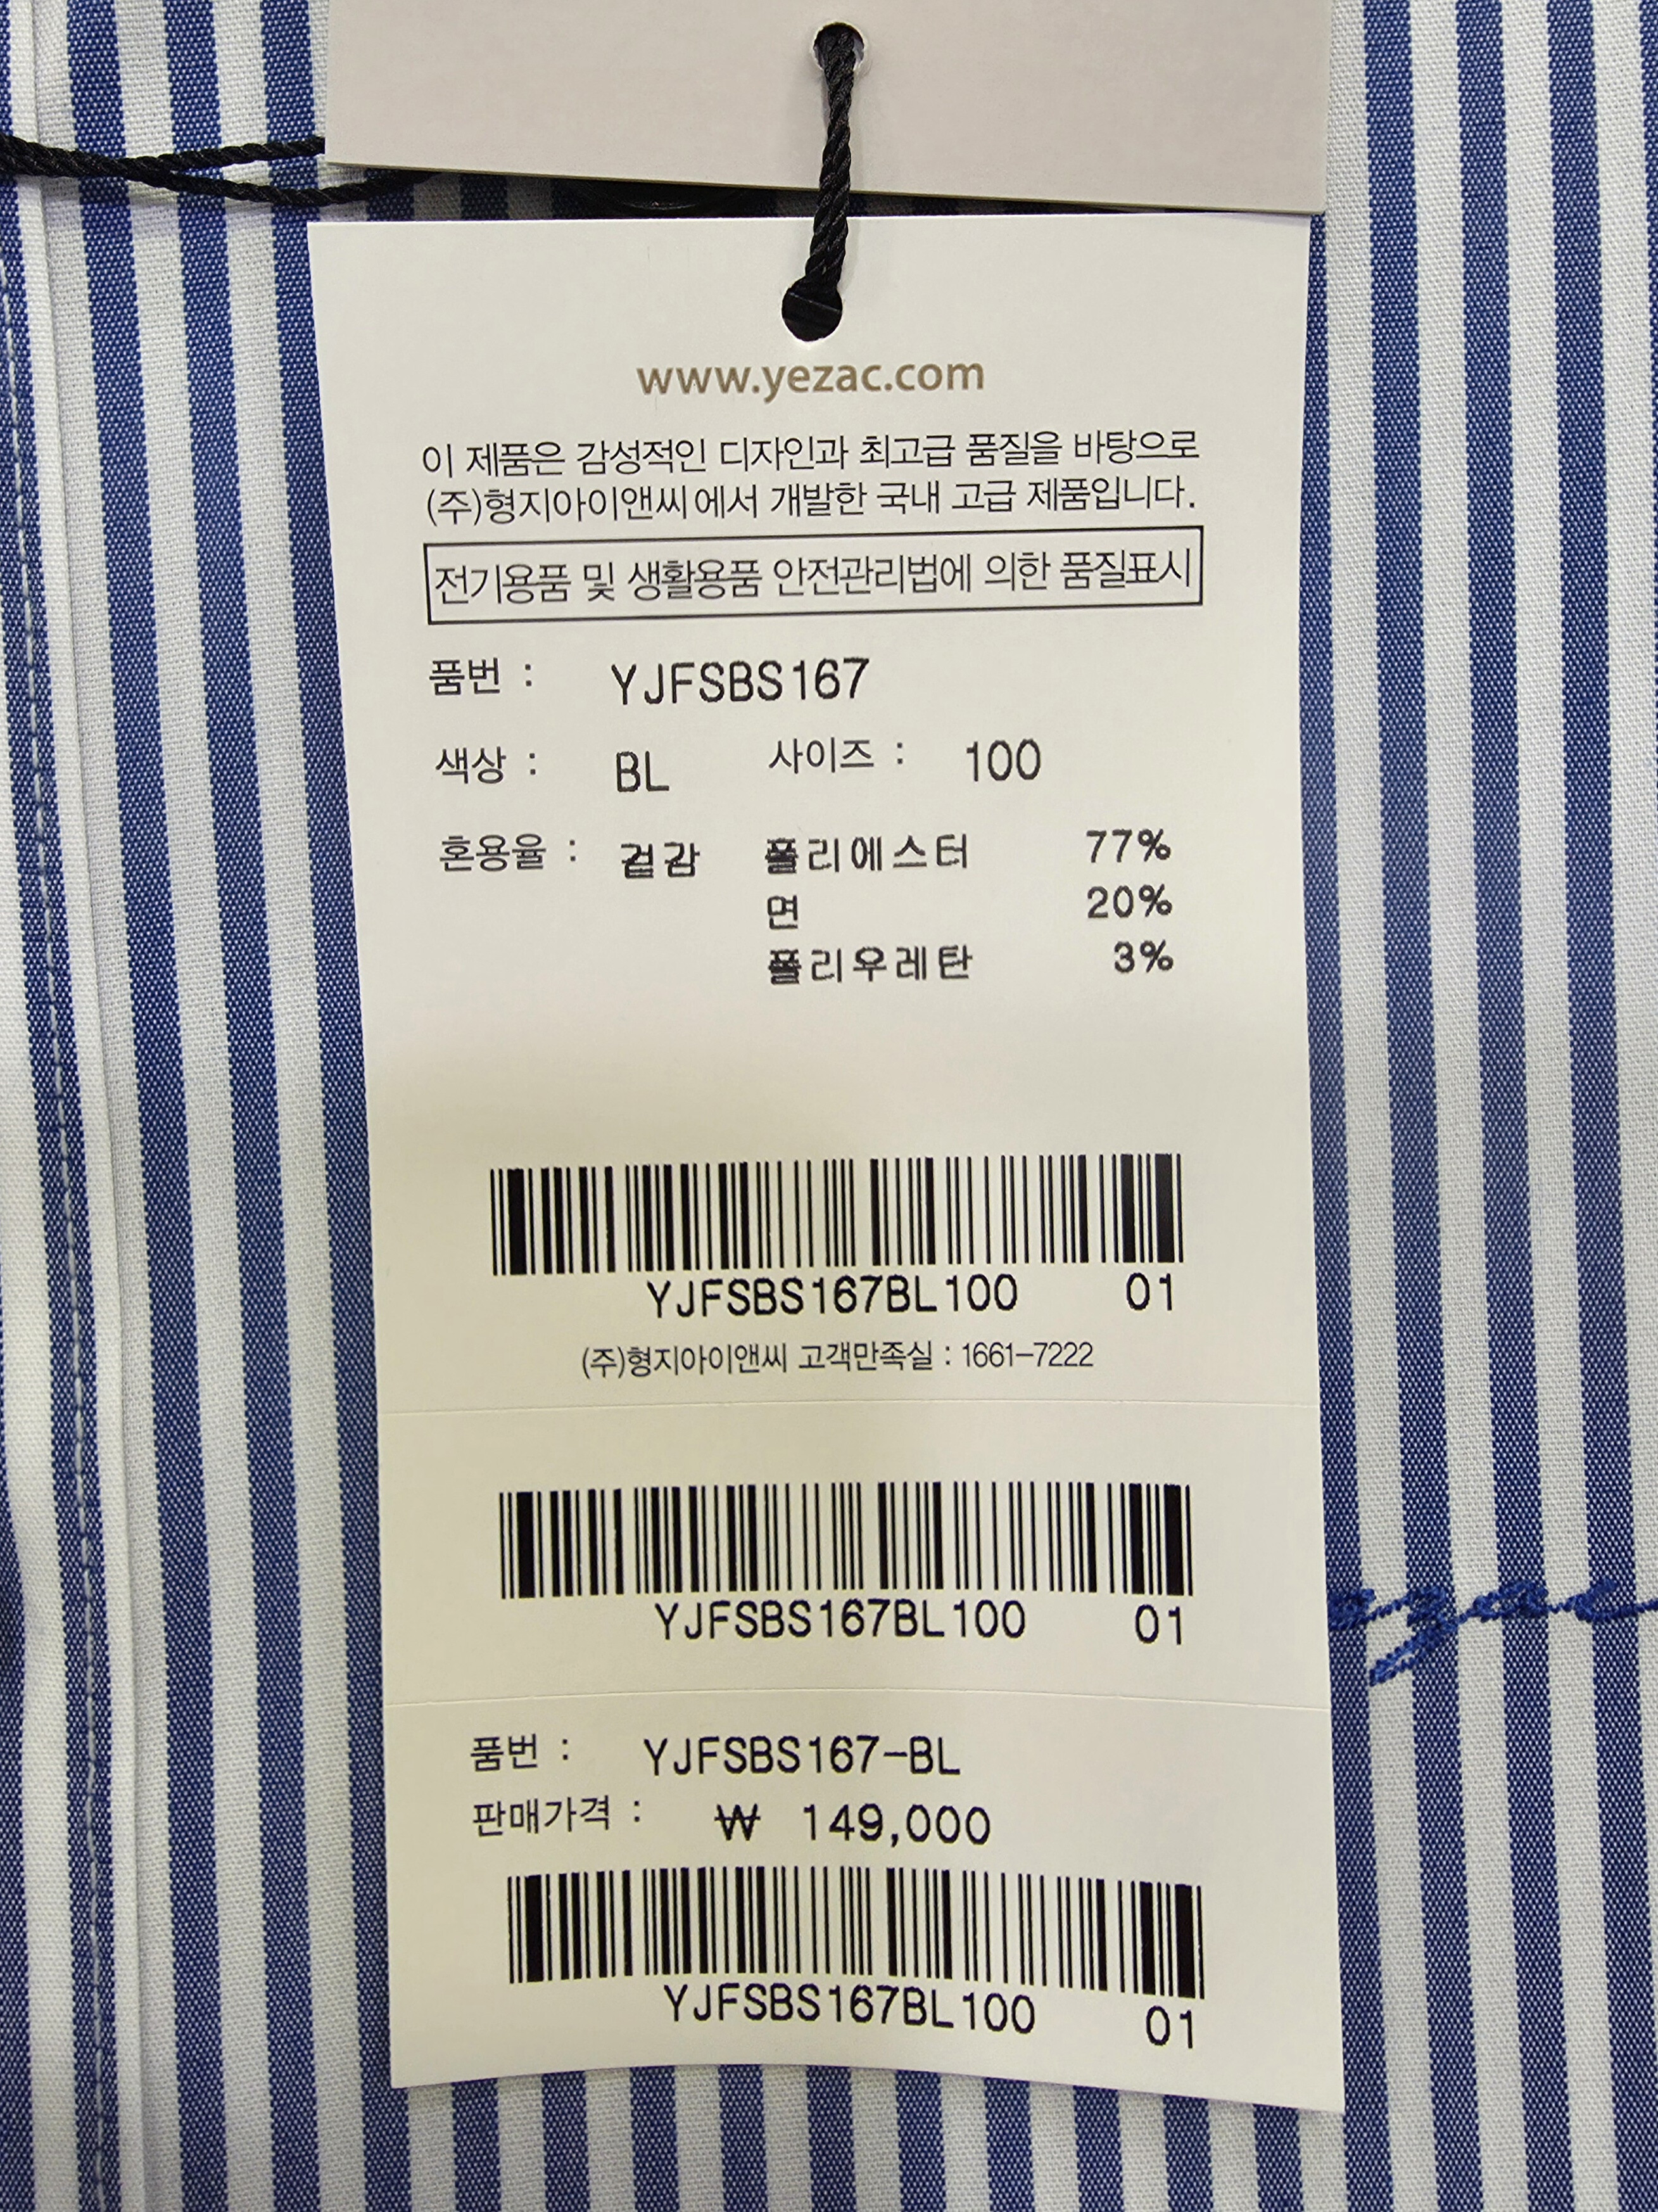 www.yezac.com
이 제품은 감성적인 디자인과 최고급 품질을 바탕으로
(주)형지아이앤씨에서 개발한 국내 고급 제품입니다.
전기용품 및 생활용품 안전관리법에 의한 품질표시
품번 : YJFSBS167
색상 : BL 사이즈 : 100
혼용율 : 겉감 폴리에스터 77%
면 20%
폴리우레탄 3%
YJFSBS167BL100 01
(주)형지아이앤씨 고객만족실 : 1661-7222
YJFSBS167BL100 01
ezac
품번 : YJFSBS167-BL
판매가격 : ₩ 149,000
YJFSBS167BL100 01